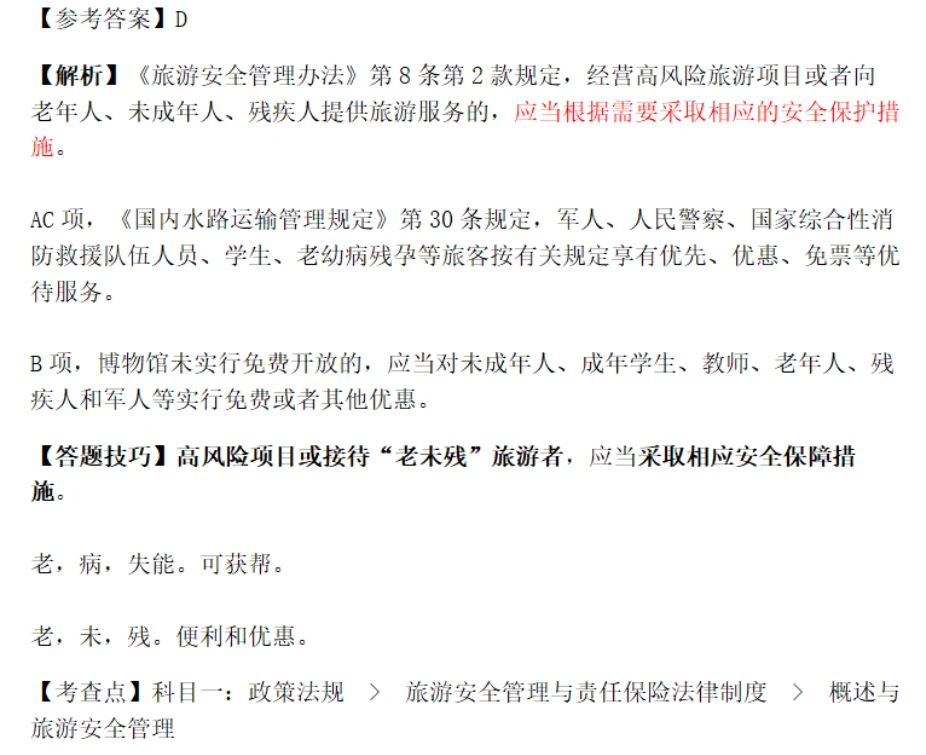 【参考答案】D
【解析】《旅游安全管理办法》第 8 条第 2 款规定，经营高风险旅游项目或者向
老年人、未成年人、残疾人提供旅游服务的，应当根据需要采取相应的安全保护措
施。
AC 项，《国内水路运输管理规定》第 30 条规定，军人、人民警察、国家综合性消
防救援队伍人员、学生、老幼病残孕等旅客按有关规定享有优先、优惠、免票等优
待服务。
B 项，博物馆未实行免费开放的，应当对未成年人、成年学生、教师、老年人、残
疾人和军人等实行免费或者其他优惠。
【答题技巧】高风险项目或接待“老未残”旅游者，应当采取相应安全保障措
施。
老，病，失能。可获帮。
老，未，残。便利和优惠。
【考查点】科目一：政策法规 > 旅游安全管理与责任保险法律制度 > 概述与
旅游安全管理